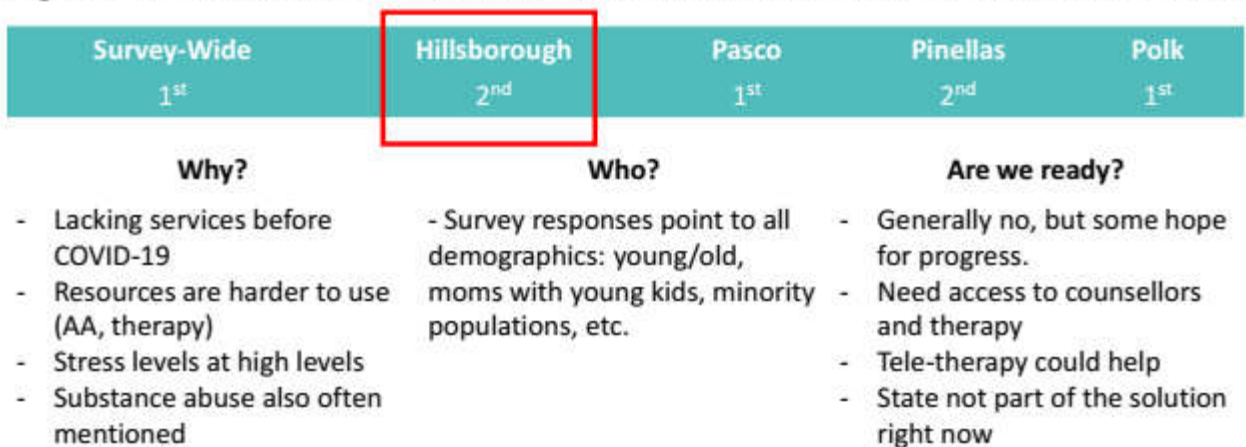 Survey-Wide Hillsborough Pasco Pinellas Polk
1st 2nd 1st 2nd 1st
Why?
- Lacking services before
COVID-19
- Resources are harder to use
(AA, therapy)
- Stress levels at high levels
- Substance abuse also often
mentioned
Who?
- Survey responses point to all
demographics: young/old,
moms with young kids, minority
populations, etc.
Are we ready?
- Generally no, but some hope
for progress.
- Need access to counsellors
and therapy
- Tele-therapy could help
- State not part of the solution
right now